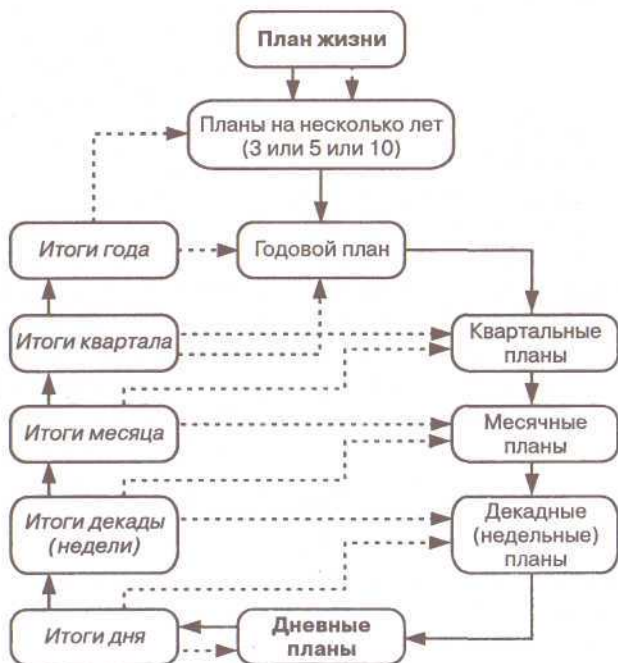 План жизни
Планы на несколько лет
(3 или 5 или 10)
Итоги года
Годовой план
Итоги квартала
Квартальные
планы
Итоги месяца
Месячные
планы
Итоги декады
(недели)
Декадные
(недельные)
планы
Итоги дня
Дневные
планы